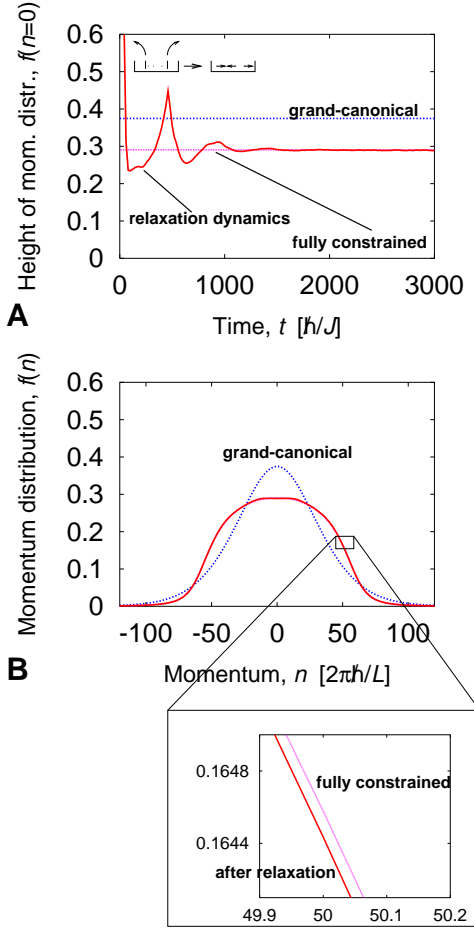 Height of mom. distr., f(n=0)
0.6
0.5
0.4
0.3
0.2
0.1
0
grand-canonical
relaxation dynamics
fully constrained
0 1000 2000 3000
A
Time, t [ħ/J]
Momentum distribution, f(n)
0.6
0.5
0.4
0.3
0.2
0.1
0
grand-canonical
-100 -50 0 50 100
B
Momentum, n [2πħ/L]
0.1648
0.1644
fully constrained
after relaxation
49.9 50 50.1 50.2